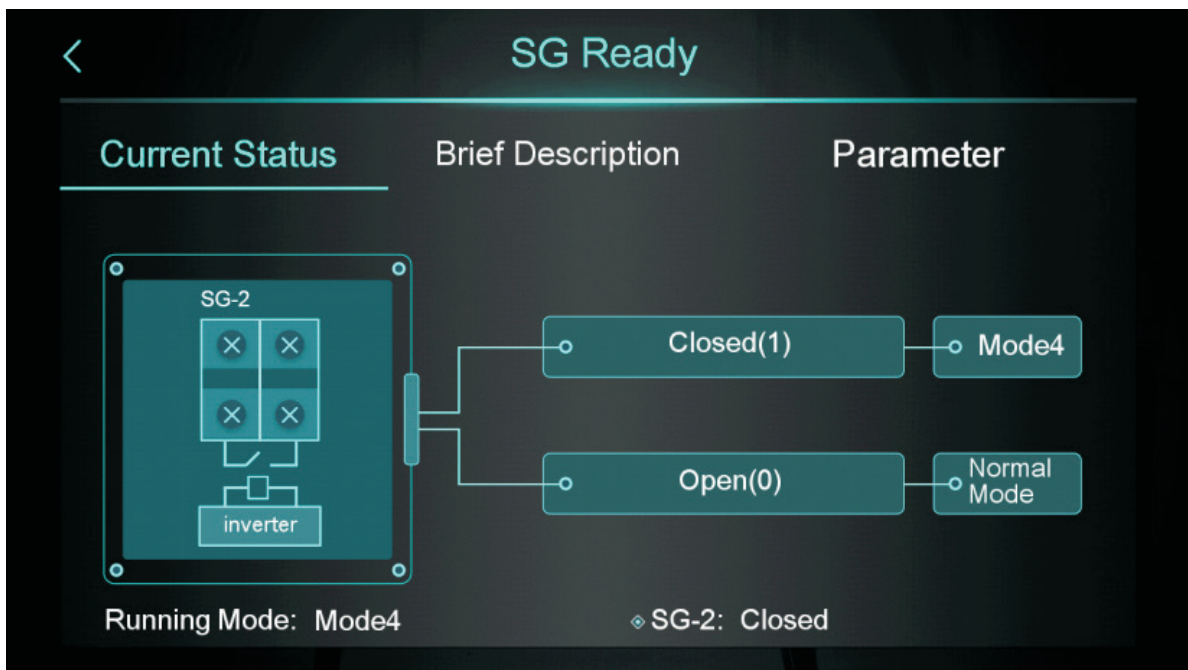 SG Ready
Current Status
Brief Description
Parameter
SG-2
inverter
Closed(1)
Mode4
Open(0)
Normal
Mode
Running Mode: Mode4
SG-2: Closed